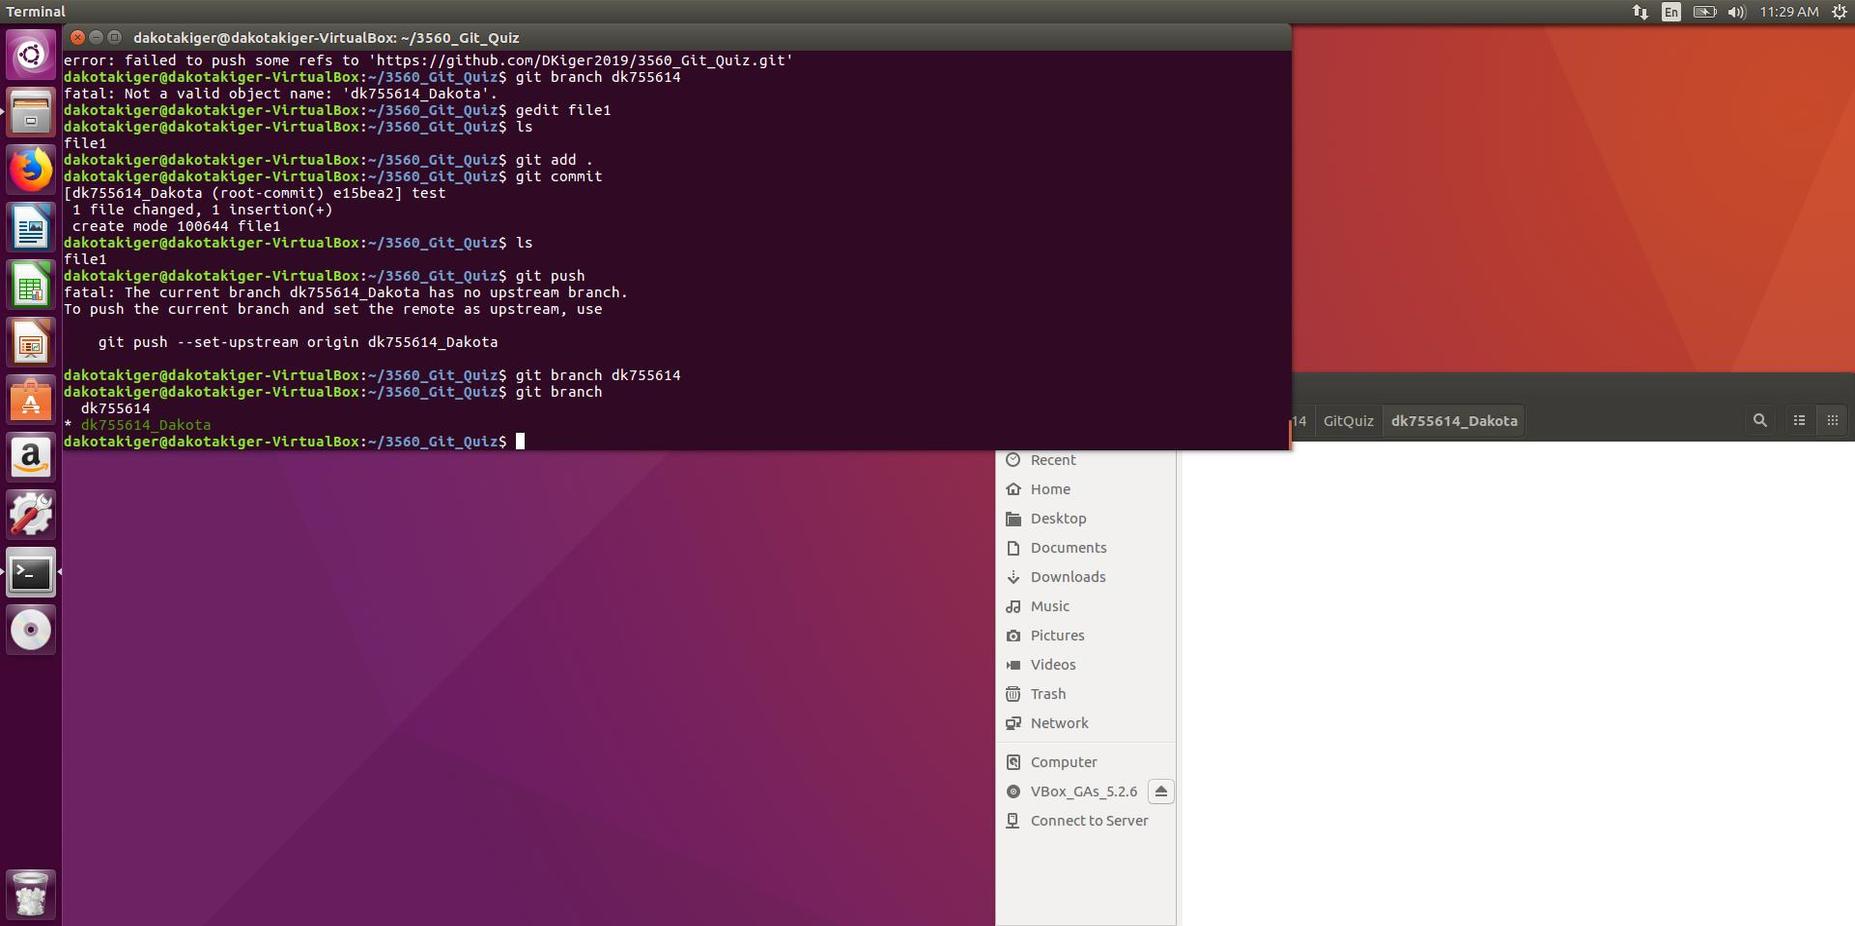 Terminal
En
11:29 AM
dakotakiger@dakotakiger-VirtualBox: ~/3560_Git_Quiz
error: failed to push some refs to 'https://github.com/DKiger2019/3560_Git_Quiz.git'
dakotakiger@dakotakiger-VirtualBox:~/3560_Git_Quiz$ git branch dk755614
fatal: Not a valid object name: 'dk755614_Dakota'.
dakotakiger@dakotakiger-VirtualBox:~/3560_Git_Quiz$ gedit file1
dakotakiger@dakotakiger-VirtualBox:~/3560_Git_Quiz$ ls
file1
dakotakiger@dakotakiger-VirtualBox:~/3560_Git_Quiz$ git add .
dakotakiger@dakotakiger-VirtualBox:~/3560_Git_Quiz$ git commit
[dk755614_Dakota (root-commit) e15bea2] test
 1 file changed, 1 insertion(+)
 create mode 100644 file1
dakotakiger@dakotakiger-VirtualBox:~/3560_Git_Quiz$ ls
file1
dakotakiger@dakotakiger-VirtualBox:~/3560_Git_Quiz$ git push
fatal: The current branch dk755614_Dakota has no upstream branch.
To push the current branch and set the remote as upstream, use
    git push --set-upstream origin dk755614_Dakota
dakotakiger@dakotakiger-VirtualBox:~/3560_Git_Quiz$ git branch dk755614
dakotakiger@dakotakiger-VirtualBox:~/3560_Git_Quiz$ git branch
  dk755614
* dk755614_Dakota
dakotakiger@dakotakiger-VirtualBox:~/3560_Git_Quiz$
14 GitQuiz dk755614_Dakota
Recent
Home
Desktop
Documents
Downloads
Music
Pictures
Videos
Trash
Network
Computer
VBox_GAs_5.2.6
Connect to Server